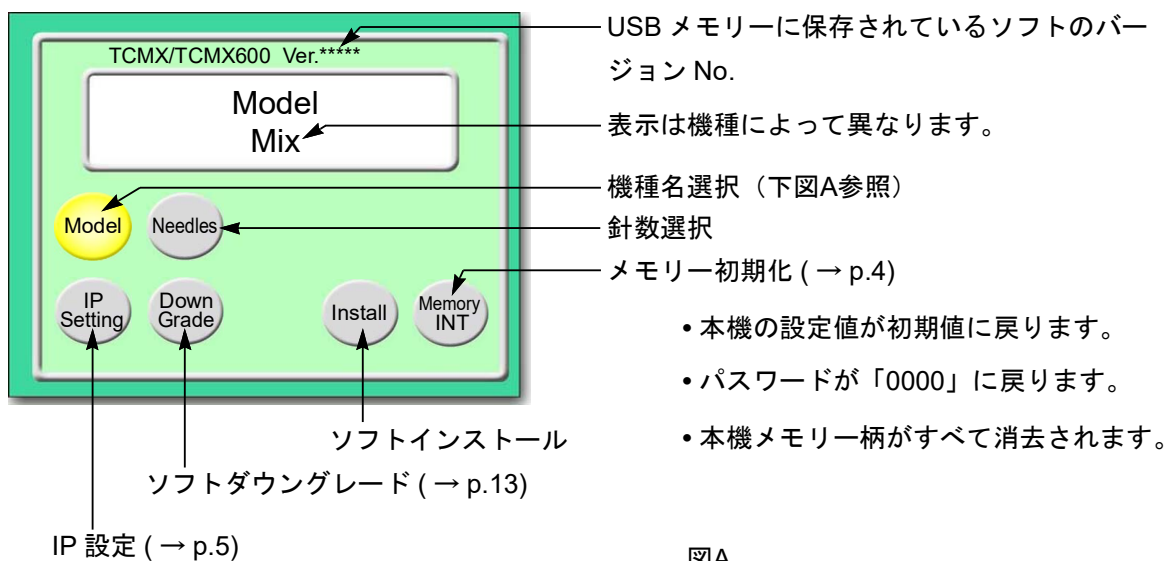 TCMX/TCMX600 Ver.*****
Model
Mix
Model
Needles
IP
Setting
Down
Grade
Install
Memory
INT
USB メモリーに保存されているソフトのバー
ジョン No.
表示は機種によって異なります。
機種名選択（下図A参照）
針数選択
メモリー初期化 ( → p.4)
• 本機の設定値が初期値に戻ります。
• パスワードが「0000」に戻ります。
• 本機メモリー柄がすべて消去されます。
ソフトインストール
ソフトダウングレード ( → p.13)
IP 設定 ( → p.5)
図A